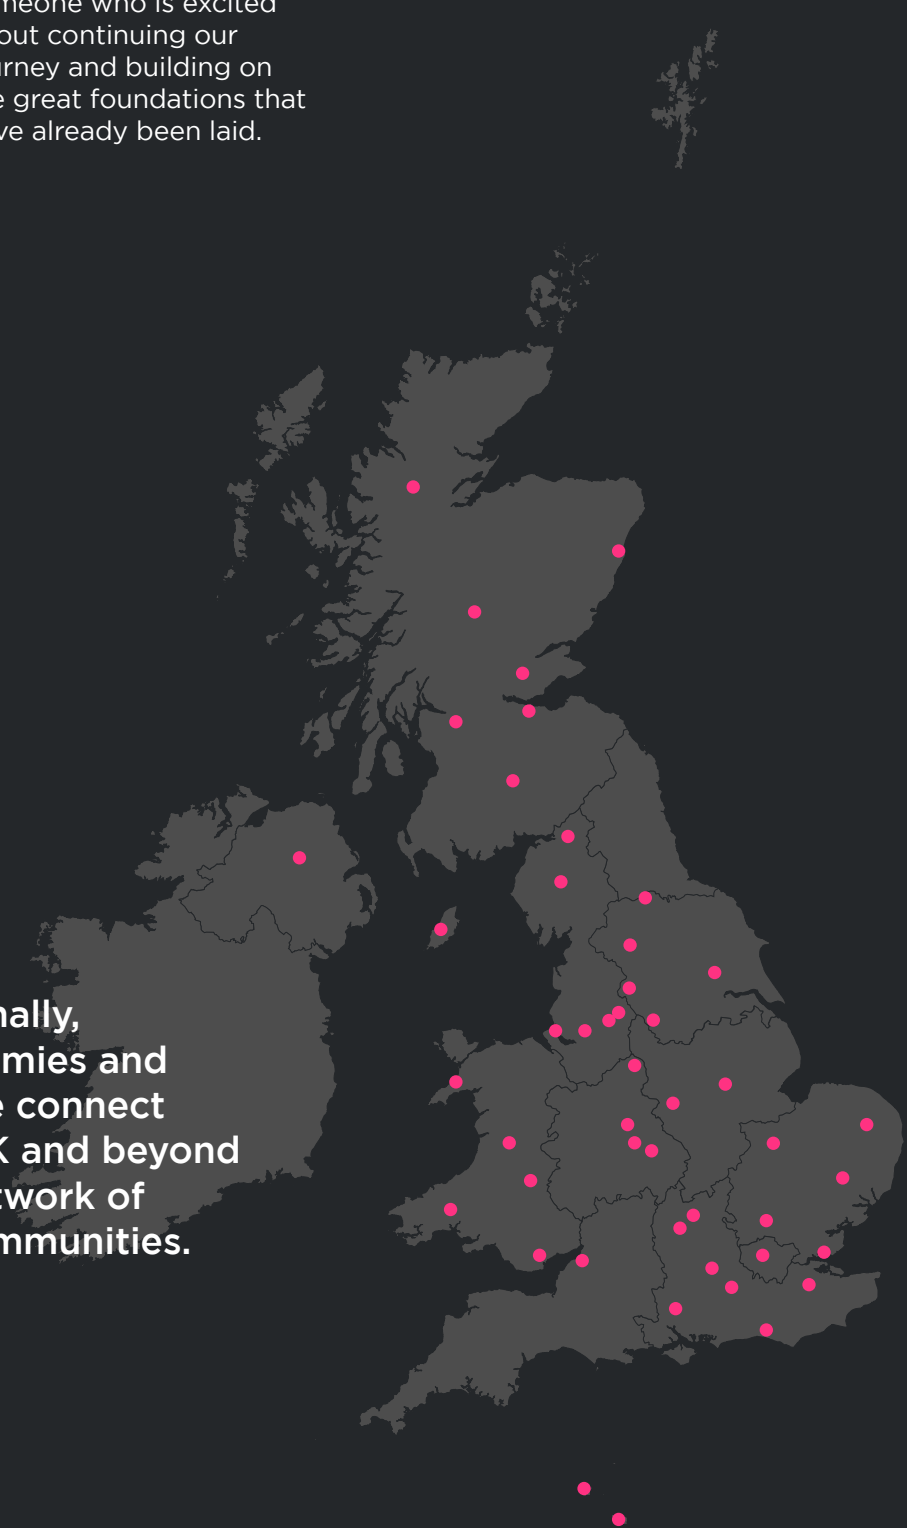 meone who is excited
out continuing our
urney and building on
e great foundations that
ve already been laid.
nally,
mies and
e connect
K and beyond
twork of
mmunities.